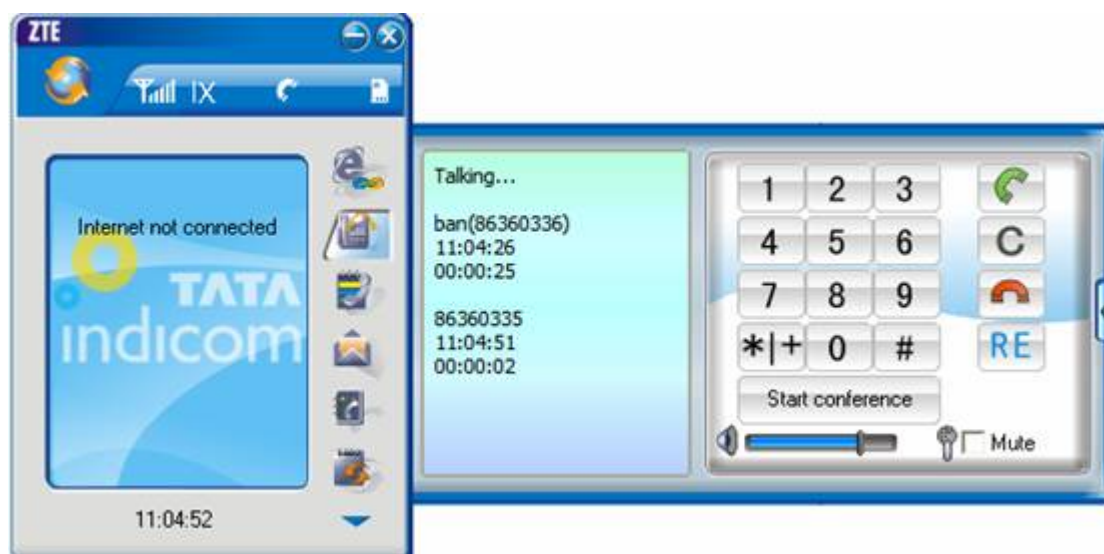 ZTE
IX
Internet not connected
TATA
indicom
11:04:52
Talking...
ban(86360336)
11:04:26
00:00:25
86360335
11:04:51
00:00:02
1 2 3
4 5 6 C
7 8 9
*|+ 0 # RE
Start conference
Mute